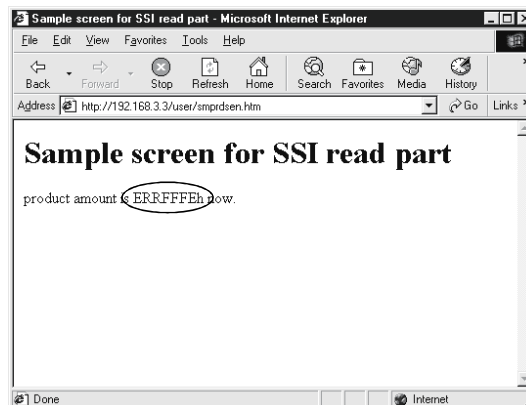 Sample screen for SSI read part - Microsoft Internet Explorer
File Edit View Favorites Tools Help
Back Forward Stop Refresh Home Search Favorites Media History
Address http://192.168.3.3/user/smprdsen.htm Go Links
Sample screen for SSI read part
product amount is ERRFFFEh now.
Done Internet